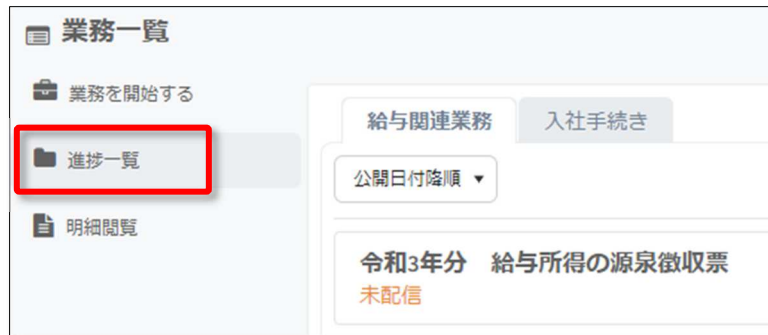 業務一覧
業務を開始する
進捗一覧
明細閲覧
給与関連業務
入社手続き
公開日付降順 ▼
令和3年分　給与所得の源泉徴収票
未配信